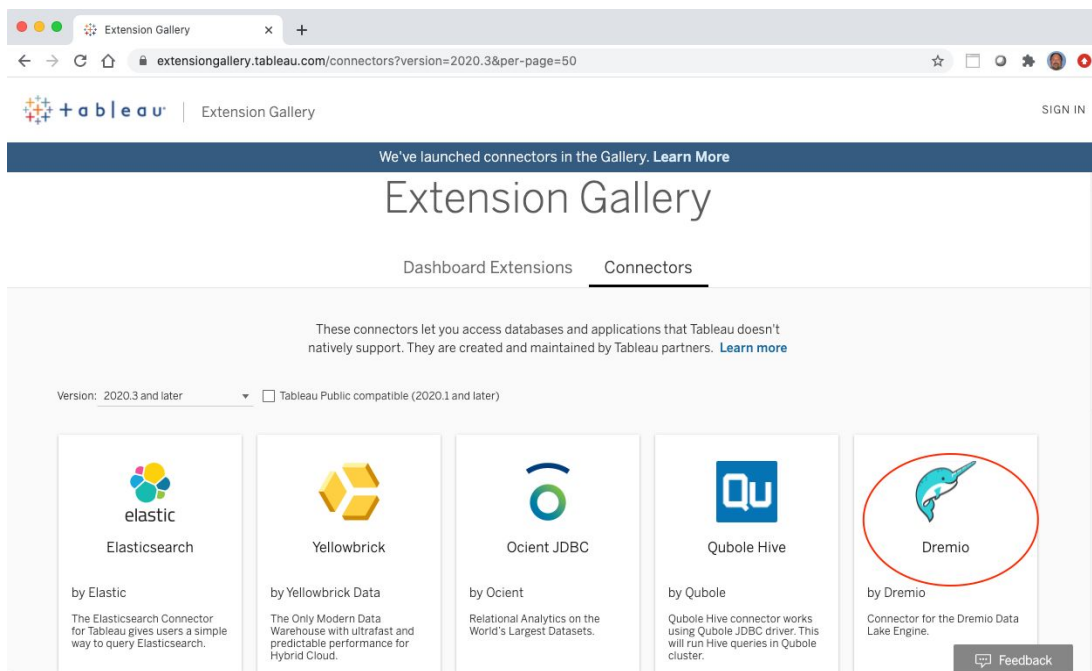 Extension Gallery
extensiongallery.tableau.com/connectors?version=2020.3&per-page=50
+ a b | e a u
Extension Gallery
SIGN IN
We've launched connectors in the Gallery. Learn More
Extension Gallery
Dashboard Extensions
Connectors
These connectors let you access databases and applications that Tableau doesn't
natively support. They are created and maintained by Tableau partners. Learn more
Version: 2020.3 and later
Tableau Public compatible (2020.1 and later)
elastic
Elasticsearch
by Elastic
The Elasticsearch Connector
for Tableau gives users a simple
way to query Elasticsearch.
Yellowbrick
by Yellowbrick Data
The Only Modern Data
Warehouse with ultrafast and
predictable performance for
Hybrid Cloud.
Ocient JDBC
by Ocient
Relational Analytics on the
World's Largest Datasets.
Qu
Qubole Hive
by Qubole
Qubole Hive connector works
using Qubole JDBC driver. This
will run Hive queries in Qubole
cluster.
Dremio
by Dremio
Connector for the Dremio Data
Lake Engine.
Feedback